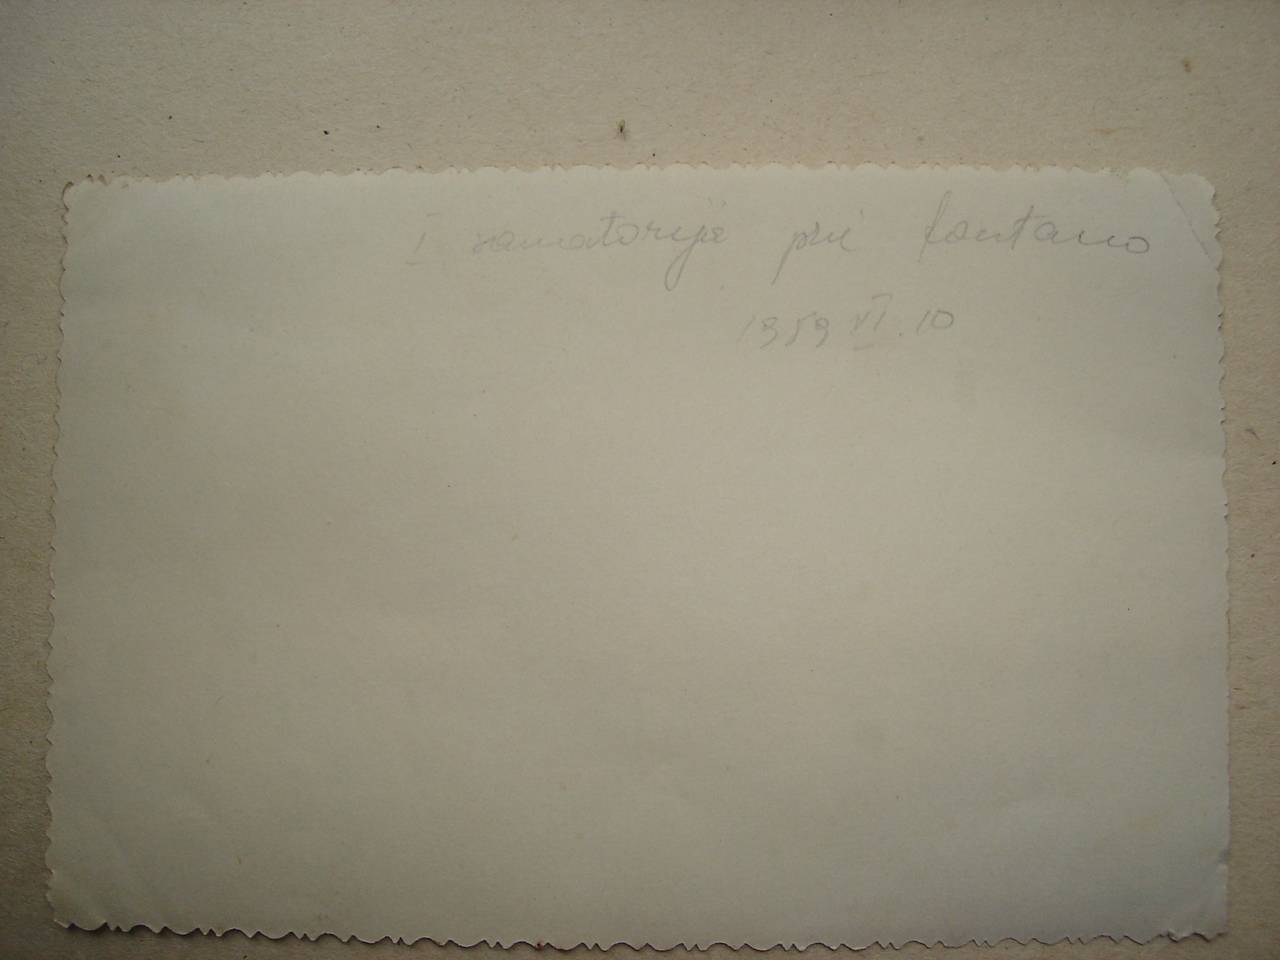 I sanatorijė prie fontano
1959 VI.10